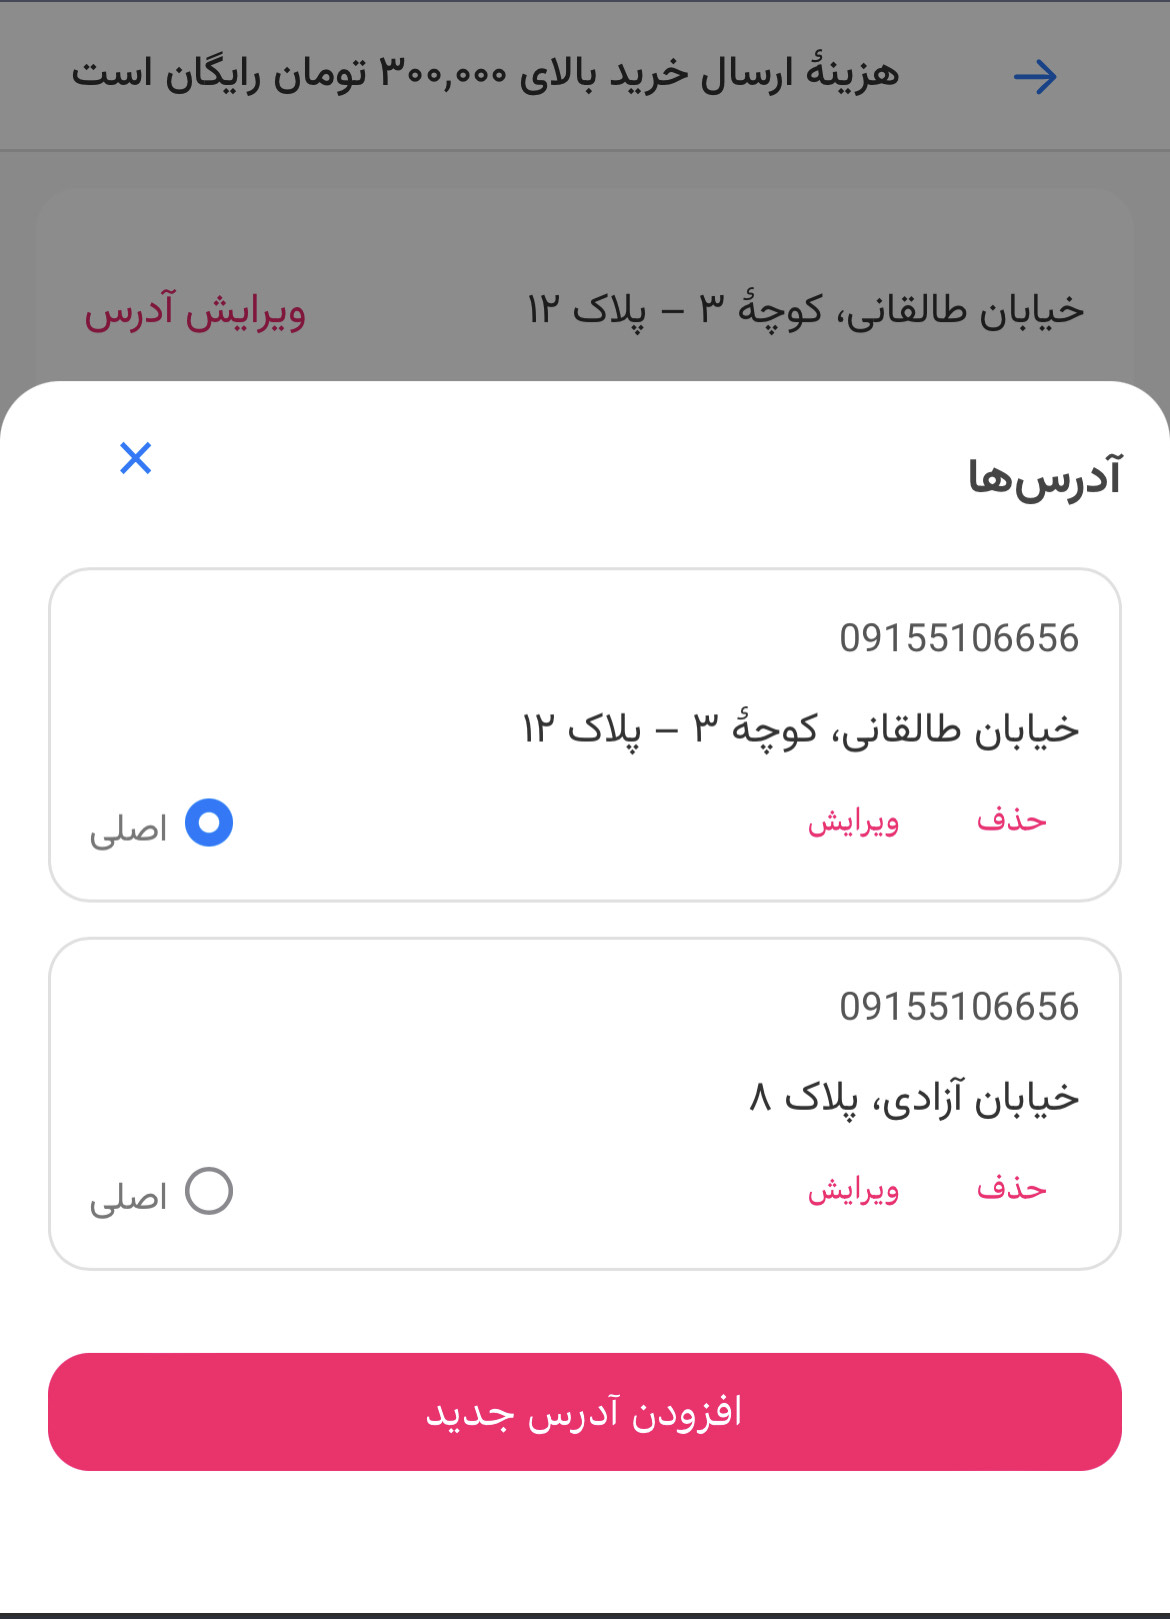 هزینهٔ ارسال خرید بالای ۳۰۰,۰۰۰ تومان رایگان است
خیابان طالقانی، کوچهٔ ۳ – پلاک ۱۲
ویرایش آدرس
آدرس‌ها
09155106656
خیابان طالقانی، کوچهٔ ۳ – پلاک ۱۲
حذف ویرایش اصلی
09155106656
خیابان آزادی، پلاک ۸
حذف ویرایش اصلی
افزودن آدرس جدید